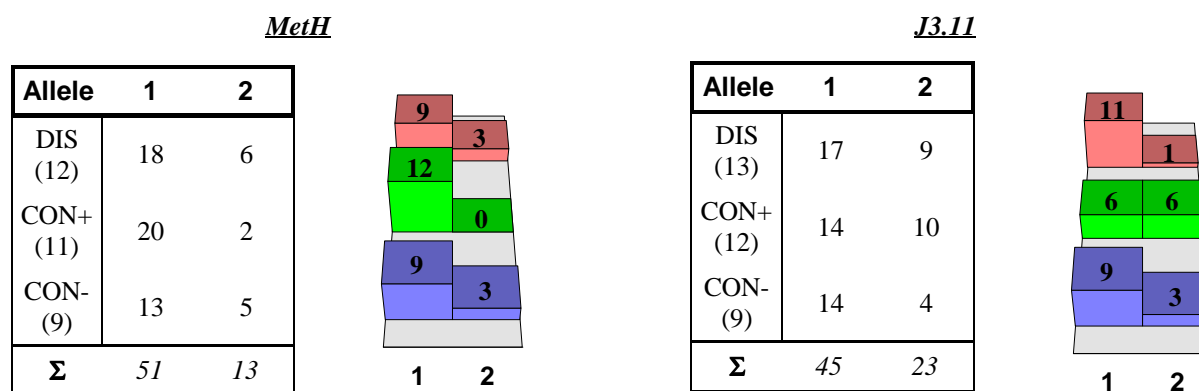 MetH
Allele 1 2
DIS
(12) 18 6
CON+
(11) 20 2
CON-
(9) 13 5
Σ 51 13
9
3
12
0
9
3
1 2
J3.11
Allele 1 2
DIS
(13) 17 9
CON+
(12) 14 10
CON-
(9) 14 4
Σ 45 23
11
1
6 6
9
3
1 2